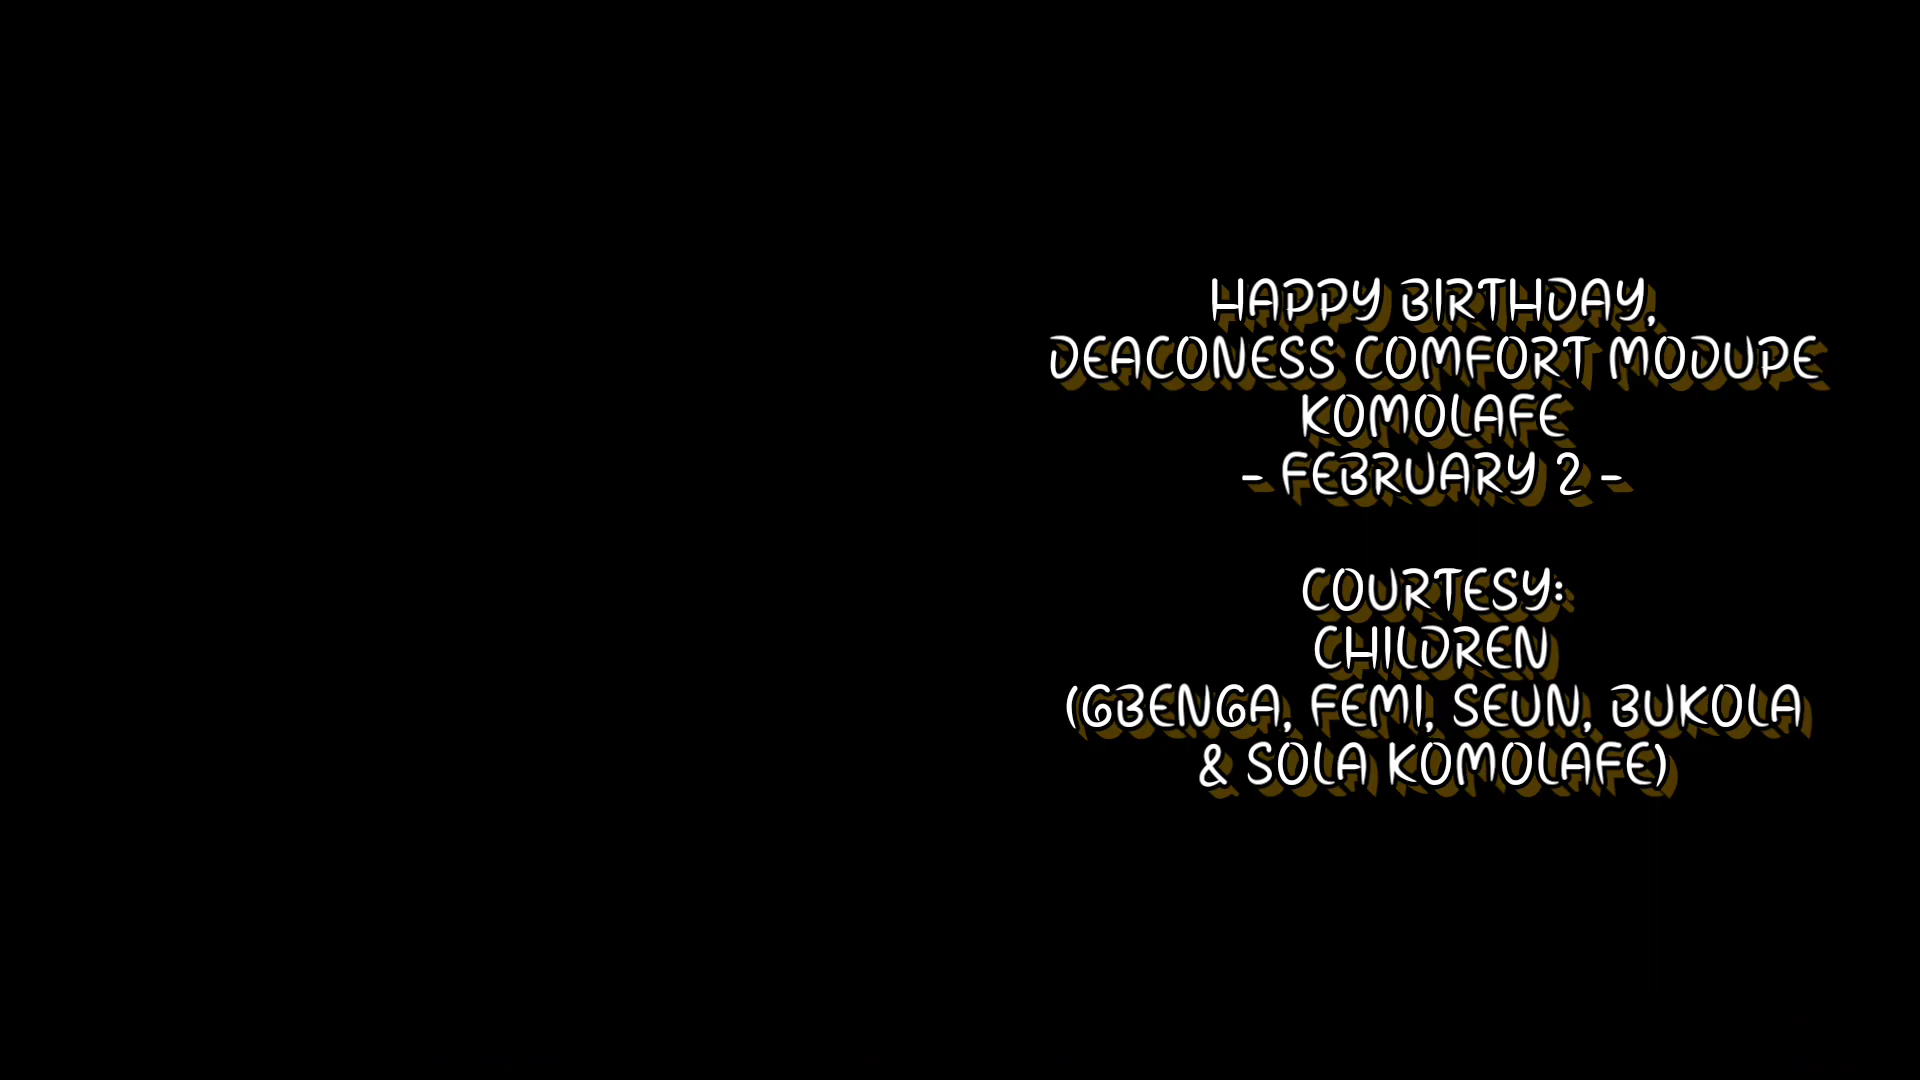 HAPPY BIRTHDAY,
DEACONESS COMFORT MODUPE
KOMOLAFE
- FEBRUARY 2 -
COURTESY:
CHILDREN
(GBENGA, FEMI, SEUN, BUKOLA
& SOLA KOMOLAFE)